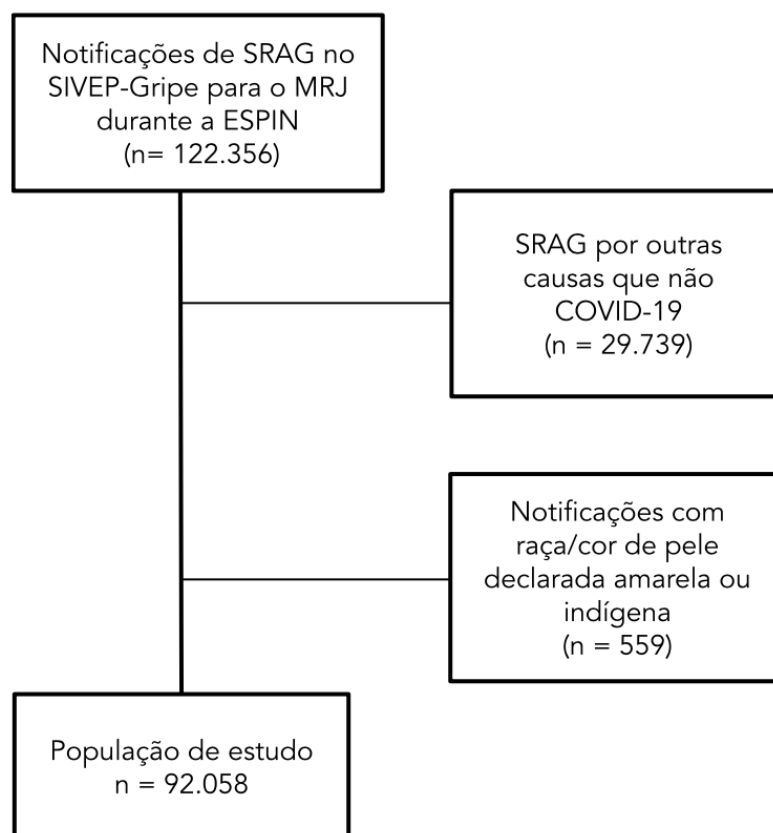 Notificações de SRAG no
SIVEP-Gripe para o MRJ
durante a ESPIN
(n= 122.356)
SRAG por outras
causas que não
COVID-19
(n = 29.739)
Notificações com
raça/cor de pele
declarada amarela ou
indígena
(n = 559)
População de estudo
n = 92.058